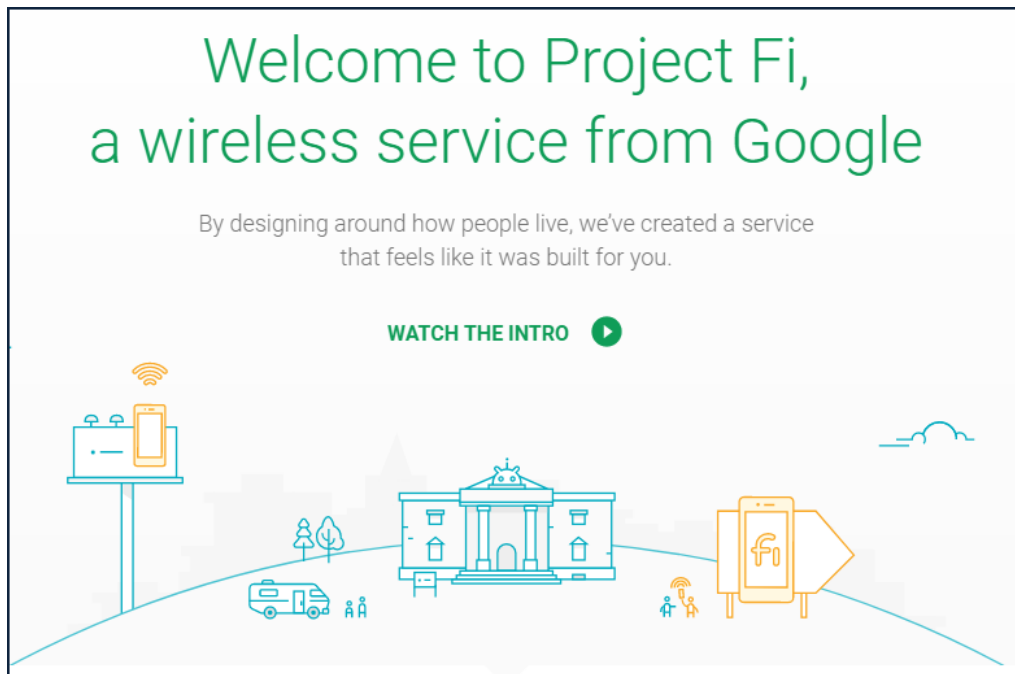 Welcome to Project Fi,
a wireless service from Google
By designing around how people live, we've created a service
that feels like it was built for you.
WATCH THE INTRO
fi